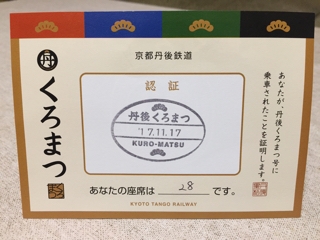 京都丹後鉄道
丹
くろまつ
認証
丹後くろまつ
'17.11.17
KURO-MATSU
あなたが、丹後くろまつ号に
乗車されたことを証明します。
あなたの座席は 28 です。
KYOTO TANGO RAILWAY